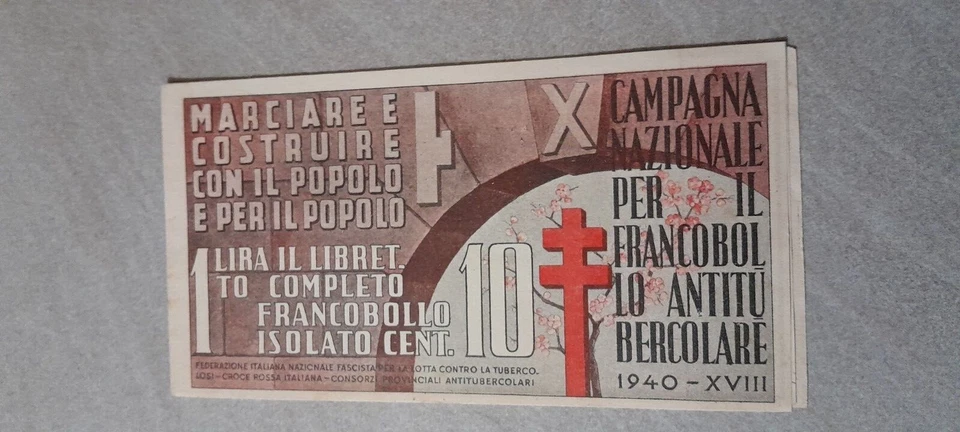 MARCIARE E
COSTRUIRE
CON IL POPOLO
E PER IL POPOLO
X
1 LIRA IL LIBRET.
TO COMPLETO
FRANCOBOLLO
ISOLATO CENT. 10
FEDERAZIONE ITALIANA NAZIONALE FASCISTA PER LA LOTTA CONTRO LA TUBERCO.
LOSI - CROCE ROSSA ITALIANA - CONSORZI PROVINCIALI ANTITUBERCOLARI
CAMPAGNA
NAZIONALE
PER IL
FRANCOBOL
LO ANTITU
BERCOLARE
1940 - XVIII